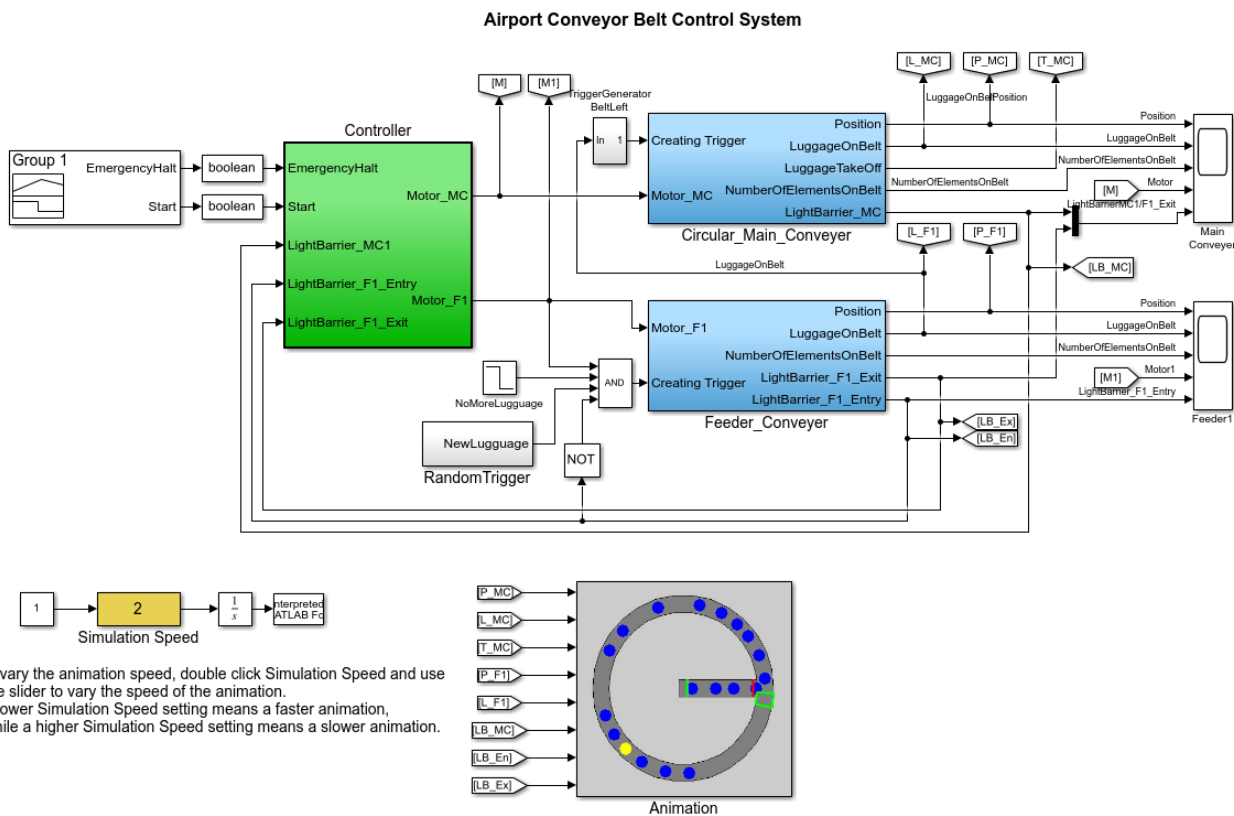 Airport Conveyor Belt Control System
[L_MC]
[P_MC]
[T_MC]
[M]
[M1]
TriggerGenerator
BeltLeft
LuggageOnBelt
Position
Controller
Group 1
EmergencyHalt
Start
boolean
boolean
EmergencyHalt
Start
LightBarrier_MC1
LightBarrier_F1_Entry
LightBarrier_F1_Exit
Motor_MC
Motor_F1
In 1
Creating Trigger
Motor_MC
Position
LuggageOnBelt
LuggageTakeOff
NumberOfElementsOnBelt
LightBarrier_MC
Circular_Main_Conveyer
NumberOfElementsOnBelt
Position
LuggageOnBelt
NumberOfElementsOnBelt
[M]
Motor
LightBarrierMC1/F1_Exit
Main
Conveyer
[L_F1]
[P_F1]
[LB_MC]
LuggageOnBelt
Motor_F1
Creating Trigger
Position
LuggageOnBelt
NumberOfElementsOnBelt
LightBarrier_F1_Exit
LightBarrier_F1_Entry
Feeder_Conveyer
Position
LuggageOnBelt
NumberOfElementsOnBelt
[M1]
Motor1
LightBarrier_F1_Entry
Feeder1
[LB_Ex]
[LB_En]
NoMoreLugguage
AND
NewLugguage
RandomTrigger
NOT
1
2
1
s
nterpreted
ATLAB Fc
Simulation Speed
vary the animation speed, double click Simulation Speed and use
e slider to vary the speed of the animation.
ower Simulation Speed setting means a faster animation,
hile a higher Simulation Speed setting means a slower animation.
[P_MC]
[L_MC]
[T_MC]
[P_F1]
[L_F1]
[LB_MC]
[LB_En]
[LB_Ex]
Animation